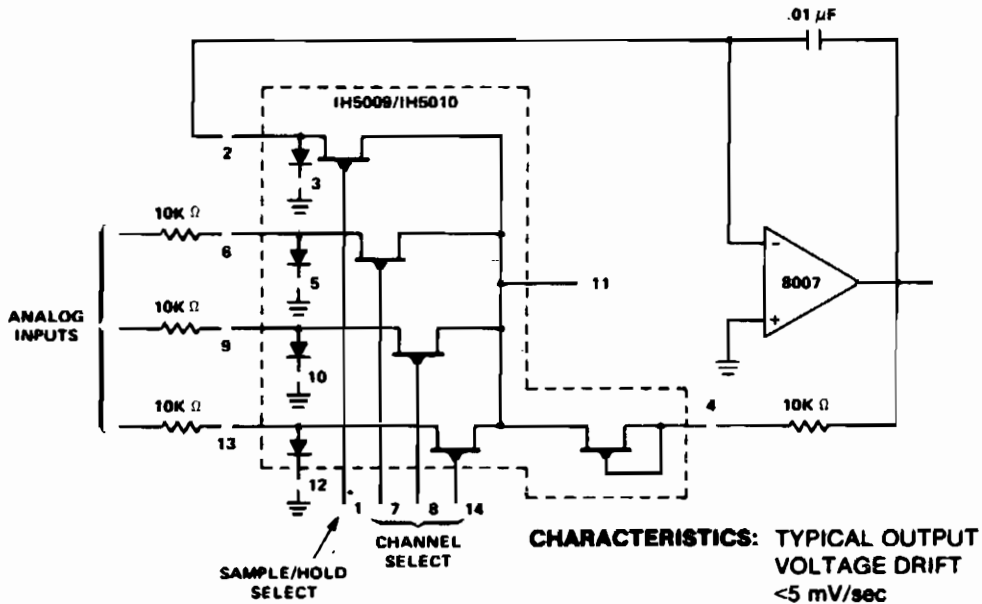 .01 μF
IH5009/IH5010
2
3
10K Ω
6
5
11
8007
-
+
ANALOG
INPUTS
10K Ω
9
10
10K Ω
13
12
4
10K Ω
1
7
8
14
CHANNEL
SELECT
SAMPLE/HOLD
SELECT
CHARACTERISTICS: TYPICAL OUTPUT
VOLTAGE DRIFT
<5 mV/sec